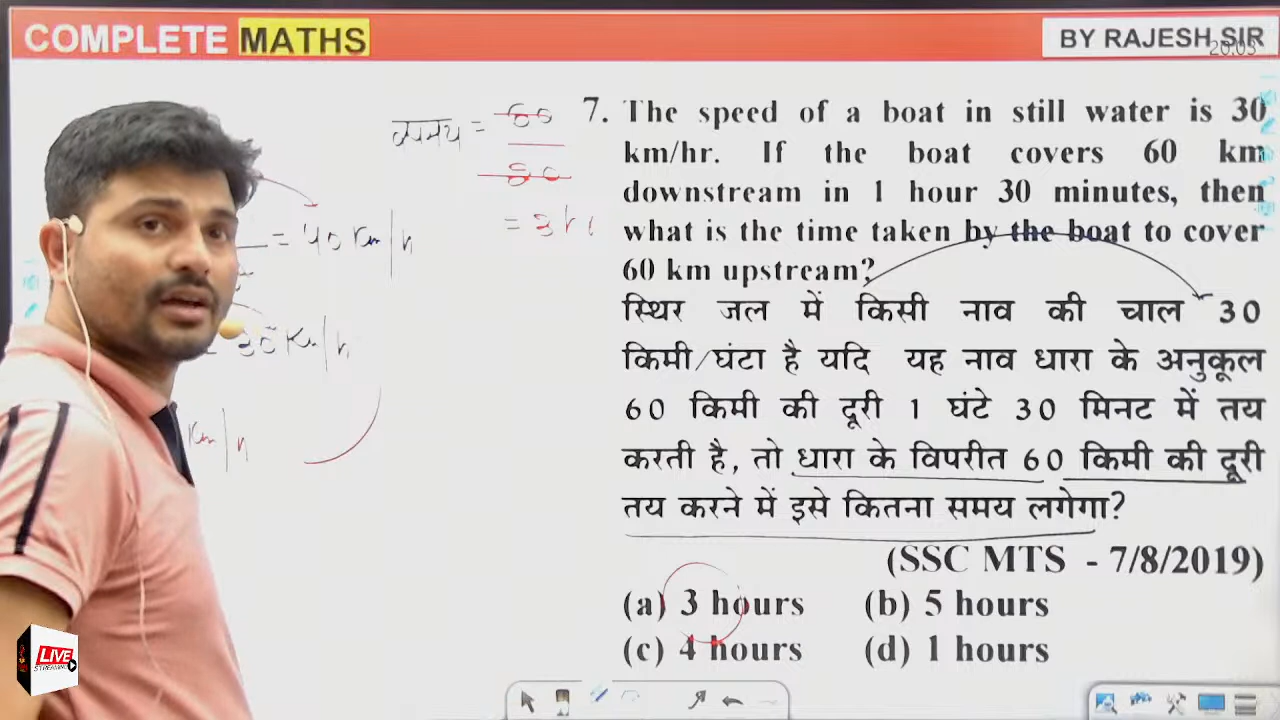 COMPLETE MATHS
BY RAJESH SIR
20:03
7. The speed of a boat in still water is 30
km/hr. If the boat covers 60 km
downstream in 1 hour 30 minutes, then
what is the time taken by the boat to cover
60 km upstream?
स्थिर जल में किसी नाव की चाल 30
किमी/घंटा है यदि यह नाव धारा के अनुकूल
60 किमी की दूरी 1 घंटे 30 मिनट में तय
करती है, तो धारा के विपरीत 60 किमी की दूरी
तय करने में इसे कितना समय लगेगा?
(SSC MTS - 7/8/2019)
(a) 3 hours (b) 5 hours
(c) 4 hours (d) 1 hours
= 60
= 40 Km/h
= 3h
Km/h
Km/h
LIVE
STREAMING